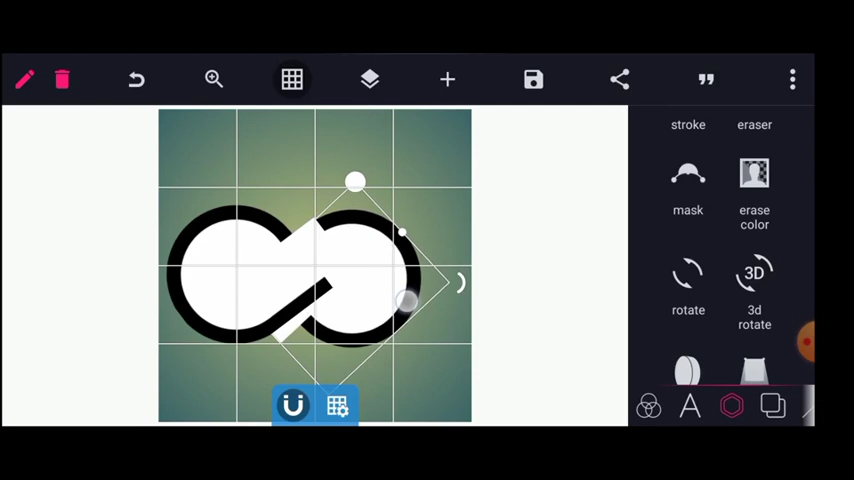 stroke eraser
mask erase color
rotate 3D 3d rotate
A